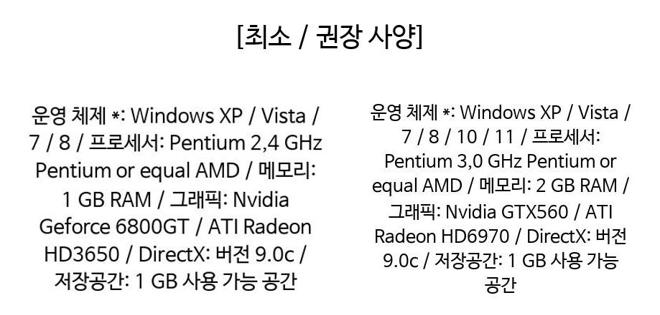 [최소 / 권장 사양]
운영 체제 *: Windows XP / Vista /
7 / 8 / 프로세서: Pentium 2,4 GHz
Pentium or equal AMD / 메모리:
1 GB RAM / 그래픽: Nvidia
Geforce 6800GT / ATI Radeon
HD3650 / DirectX: 버전 9.0c /
저장공간: 1 GB 사용 가능 공간
운영 체제 *: Windows XP / Vista /
7 / 8 / 10 / 11 / 프로세서:
Pentium 3,0 GHz Pentium or
equal AMD / 메모리: 2 GB RAM /
그래픽: Nvidia GTX560 / ATI
Radeon HD6970 / DirectX: 버전
9.0c / 저장공간: 1 GB 사용 가능
공간